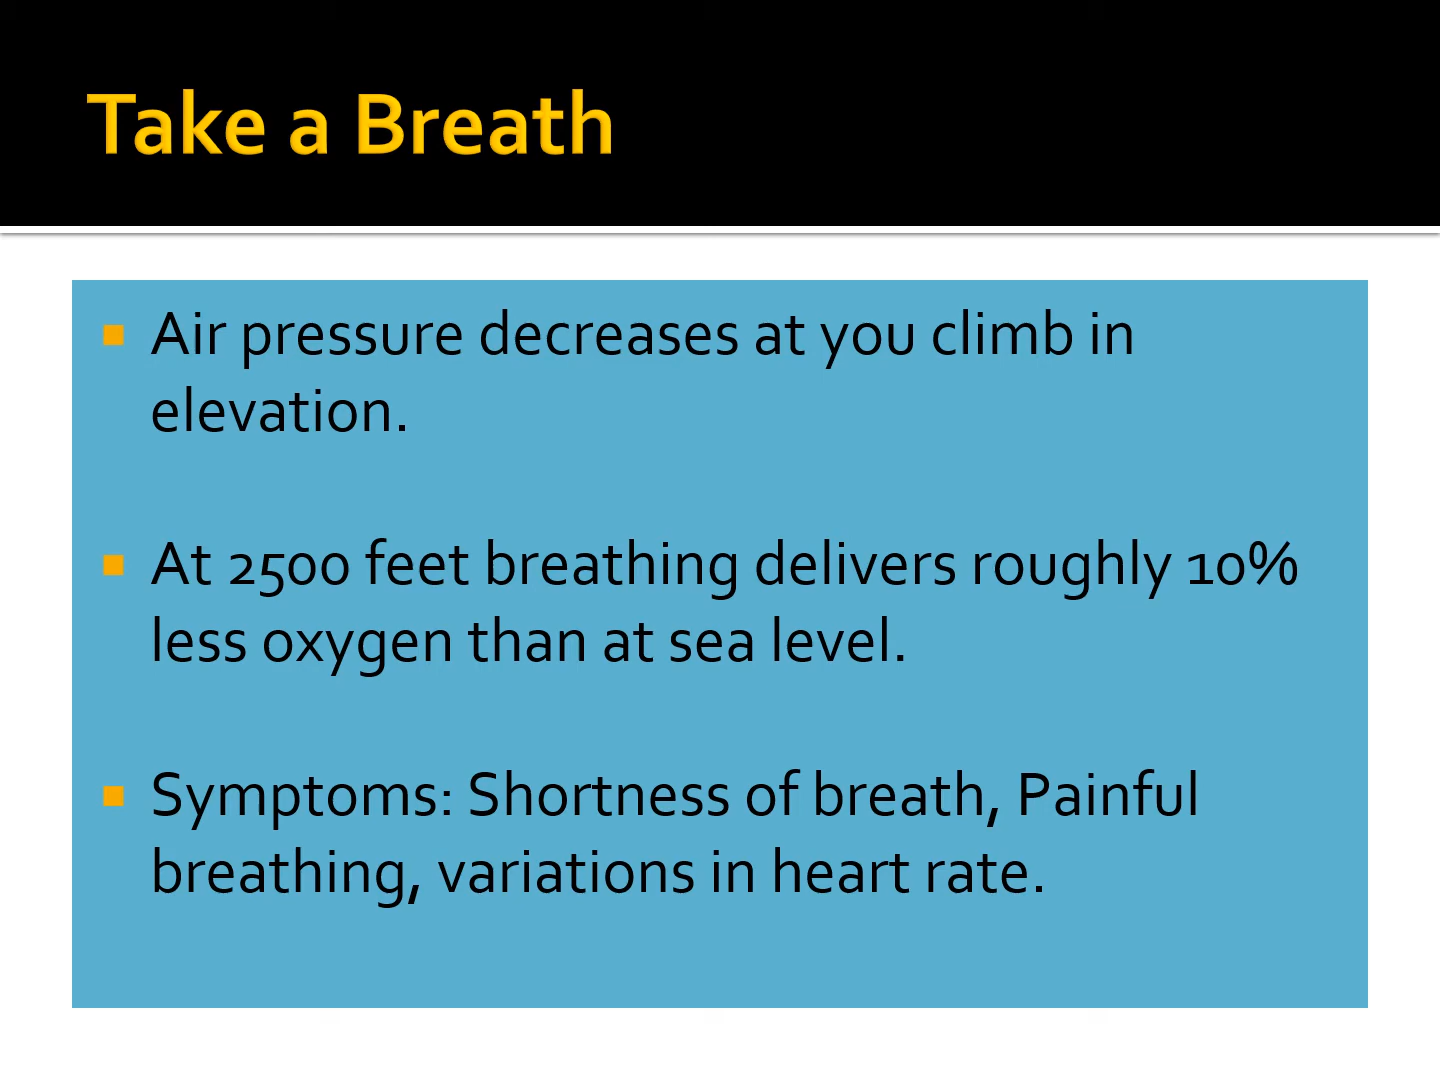 Take a Breath
Air pressure decreases at you climb in
elevation.
At 2500 feet breathing delivers roughly 10%
less oxygen than at sea level.
Symptoms: Shortness of breath, Painful
breathing, variations in heart rate.